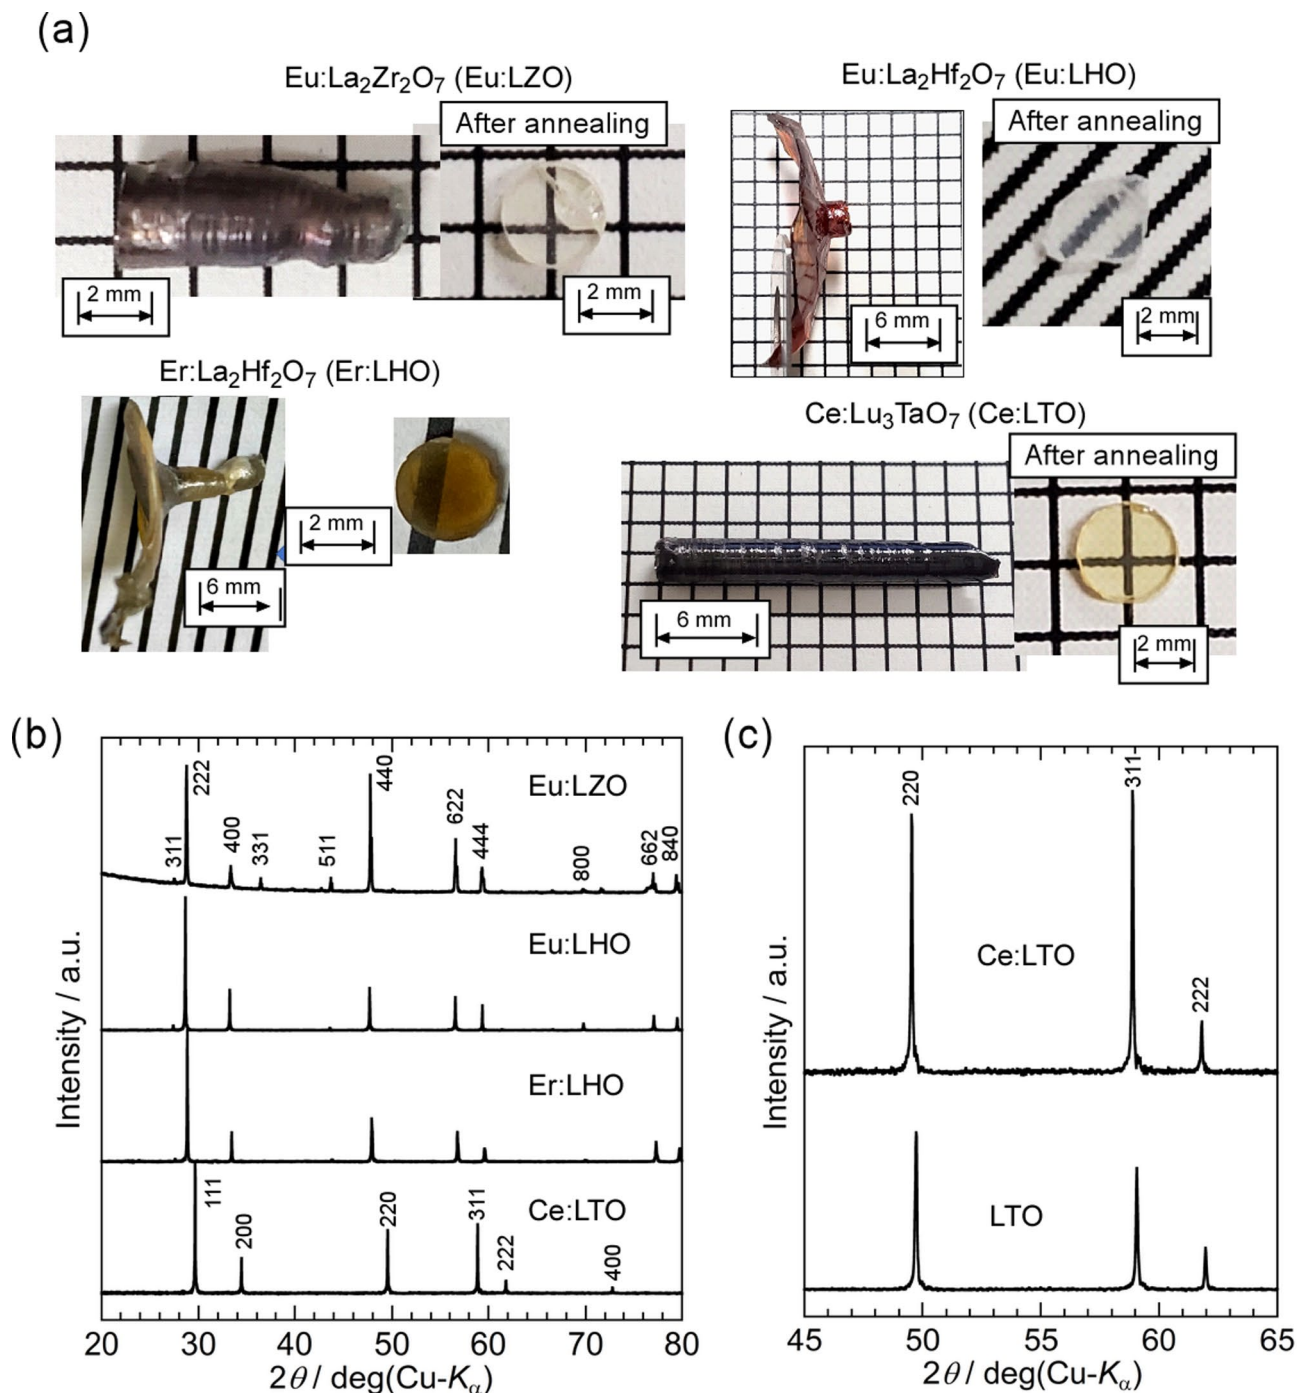 (a)
Eu:La2Zr2O7 (Eu:LZO)
After annealing
2 mm
2 mm
Eu:La2Hf2O7 (Eu:LHO)
After annealing
6 mm
2 mm
Er:La2Hf2O7 (Er:LHO)
6 mm
2 mm
Ce:Lu3TaO7 (Ce:LTO)
After annealing
6 mm
2 mm
(b)
Intensity / a.u.
Eu:LZO
311
222
400
331
511
440
622
444
800
662
840
Eu:LHO
Er:LHO
Ce:LTO
111
200
220
311
222
400
20 30 40 50 60 70 80
2θ / deg(Cu-Kα)
(c)
Intensity / a.u.
220
311
222
Ce:LTO
LTO
45 50 55 60 65
2θ / deg(Cu-Kα)